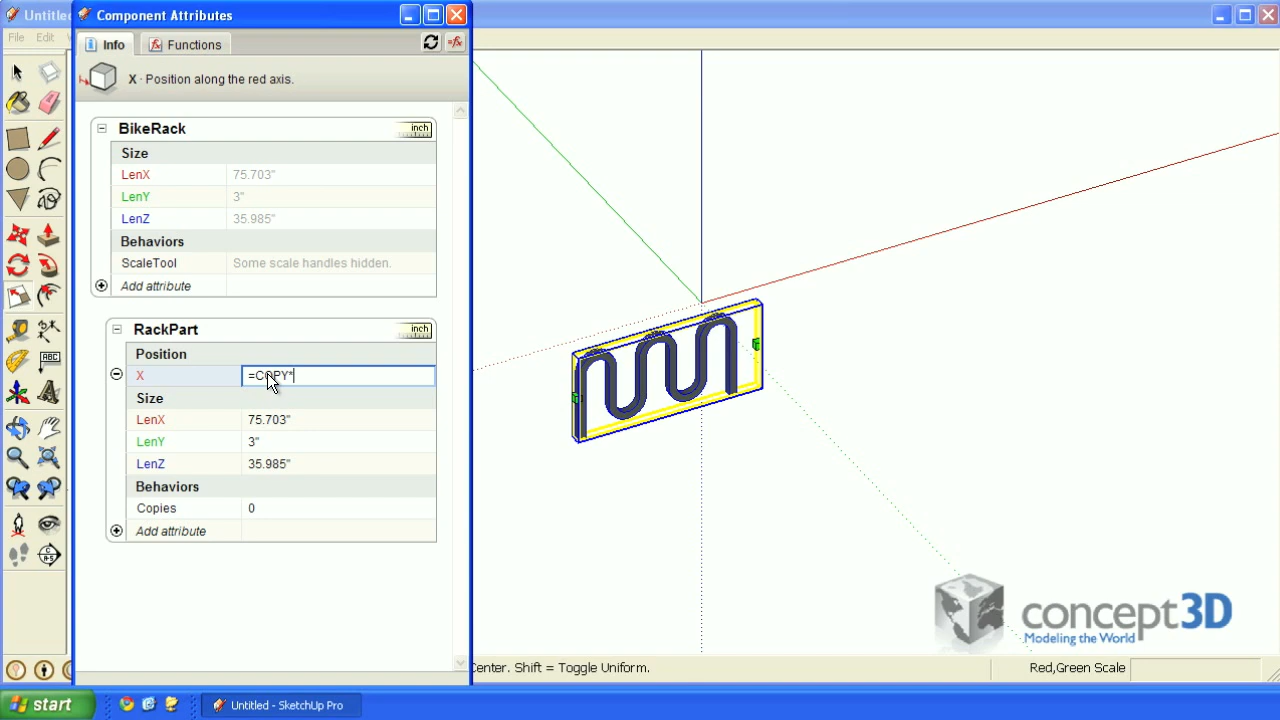 Untitled
Component Attributes
File Edit
Info
Functions
=fx
X · Position along the red axis.
BikeRack
inch
Size
LenX 75.703"
LenY 3"
LenZ 35.985"
Behaviors
ScaleTool Some scale handles hidden.
Add attribute
RackPart
inch
Position
X =COPY*
Size
LenX 75.703"
LenY 3"
LenZ 35.985"
Behaviors
Copies 0
Add attribute
ABC
concept3D
Modeling the World
Center. Shift = Toggle Uniform.
Red,Green Scale
start
Untitled - SketchUp Pro